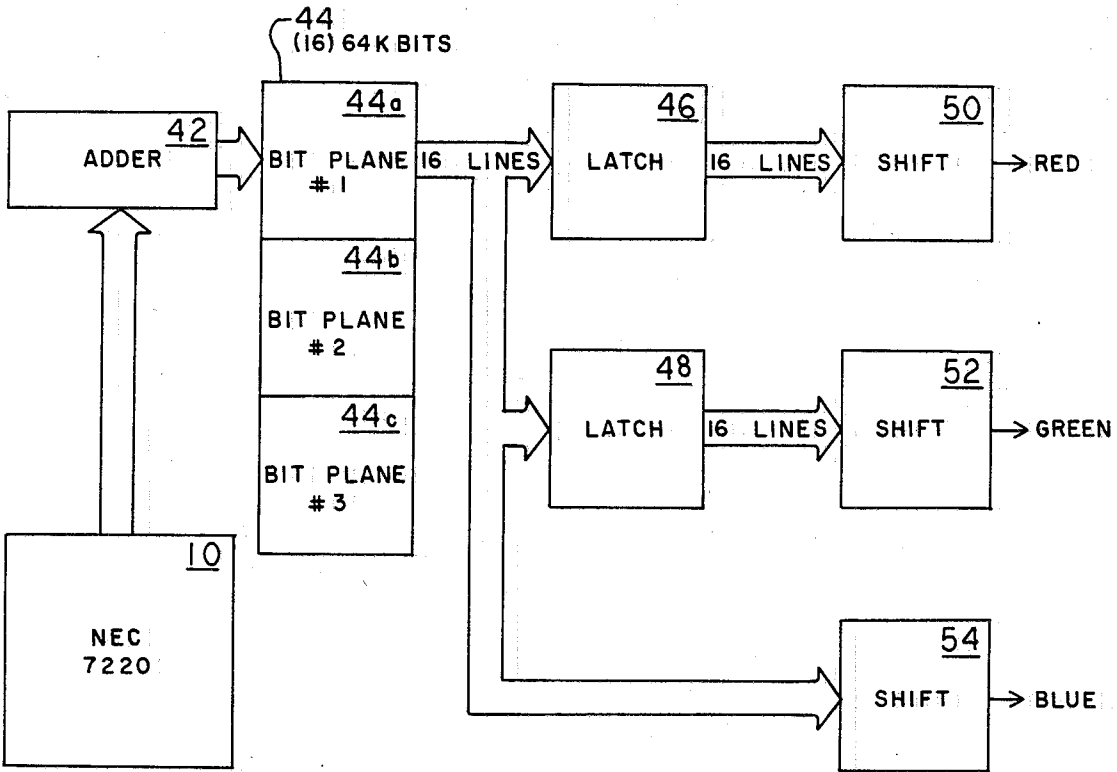 44
(16) 64K BITS
42
ADDER
44a
BIT PLANE
#1
16 LINES
46
LATCH
16 LINES
50
SHIFT
RED
44b
BIT PLANE
#2
48
LATCH
16 LINES
52
SHIFT
GREEN
44c
BIT PLANE
#3
10
NEC
7220
54
SHIFT
BLUE